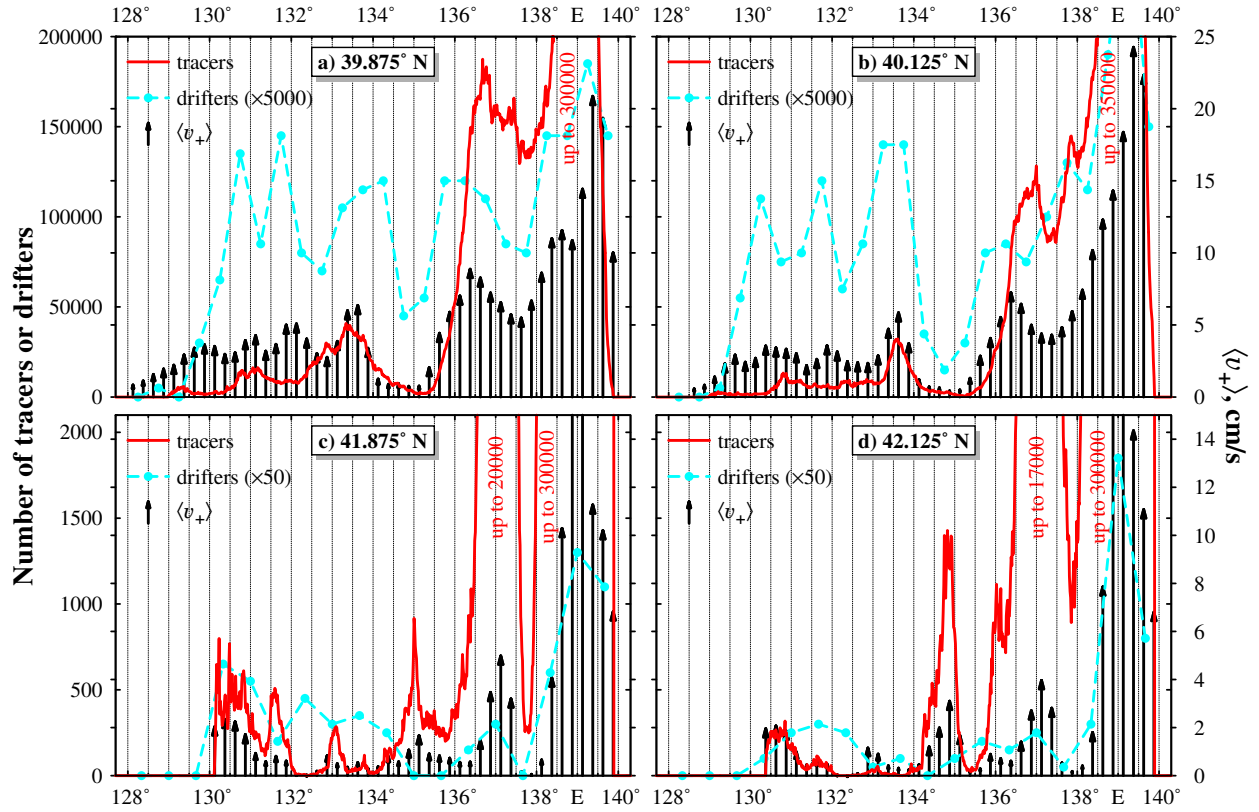 128° 130° 132° 134° 136° 138° E 140° 128° 130° 132° 134° 136° 138° E 140°
200000 25
tracers a) 39.875° N up to 300000 tracers b) 40.125° N up to 350000
drifters (×5000) drifters (×5000)
150000 20
⟨v₊⟩ ⟨v₊⟩
15
100000
10
50000
5
0 0
2000
tracers c) 41.875° N up to 20000 up to 300000 tracers d) 42.125° N up to 17000 up to 300000
14
drifters (×50) drifters (×50)
12
1500 ⟨v₊⟩ ⟨v₊⟩
10
1000 8
6
500 4
2
0 0
128° 130° 132° 134° 136° 138° E 140° 128° 130° 132° 134° 136° 138° E 140°
Number of tracers or drifters
⟨v₊⟩, cm/s